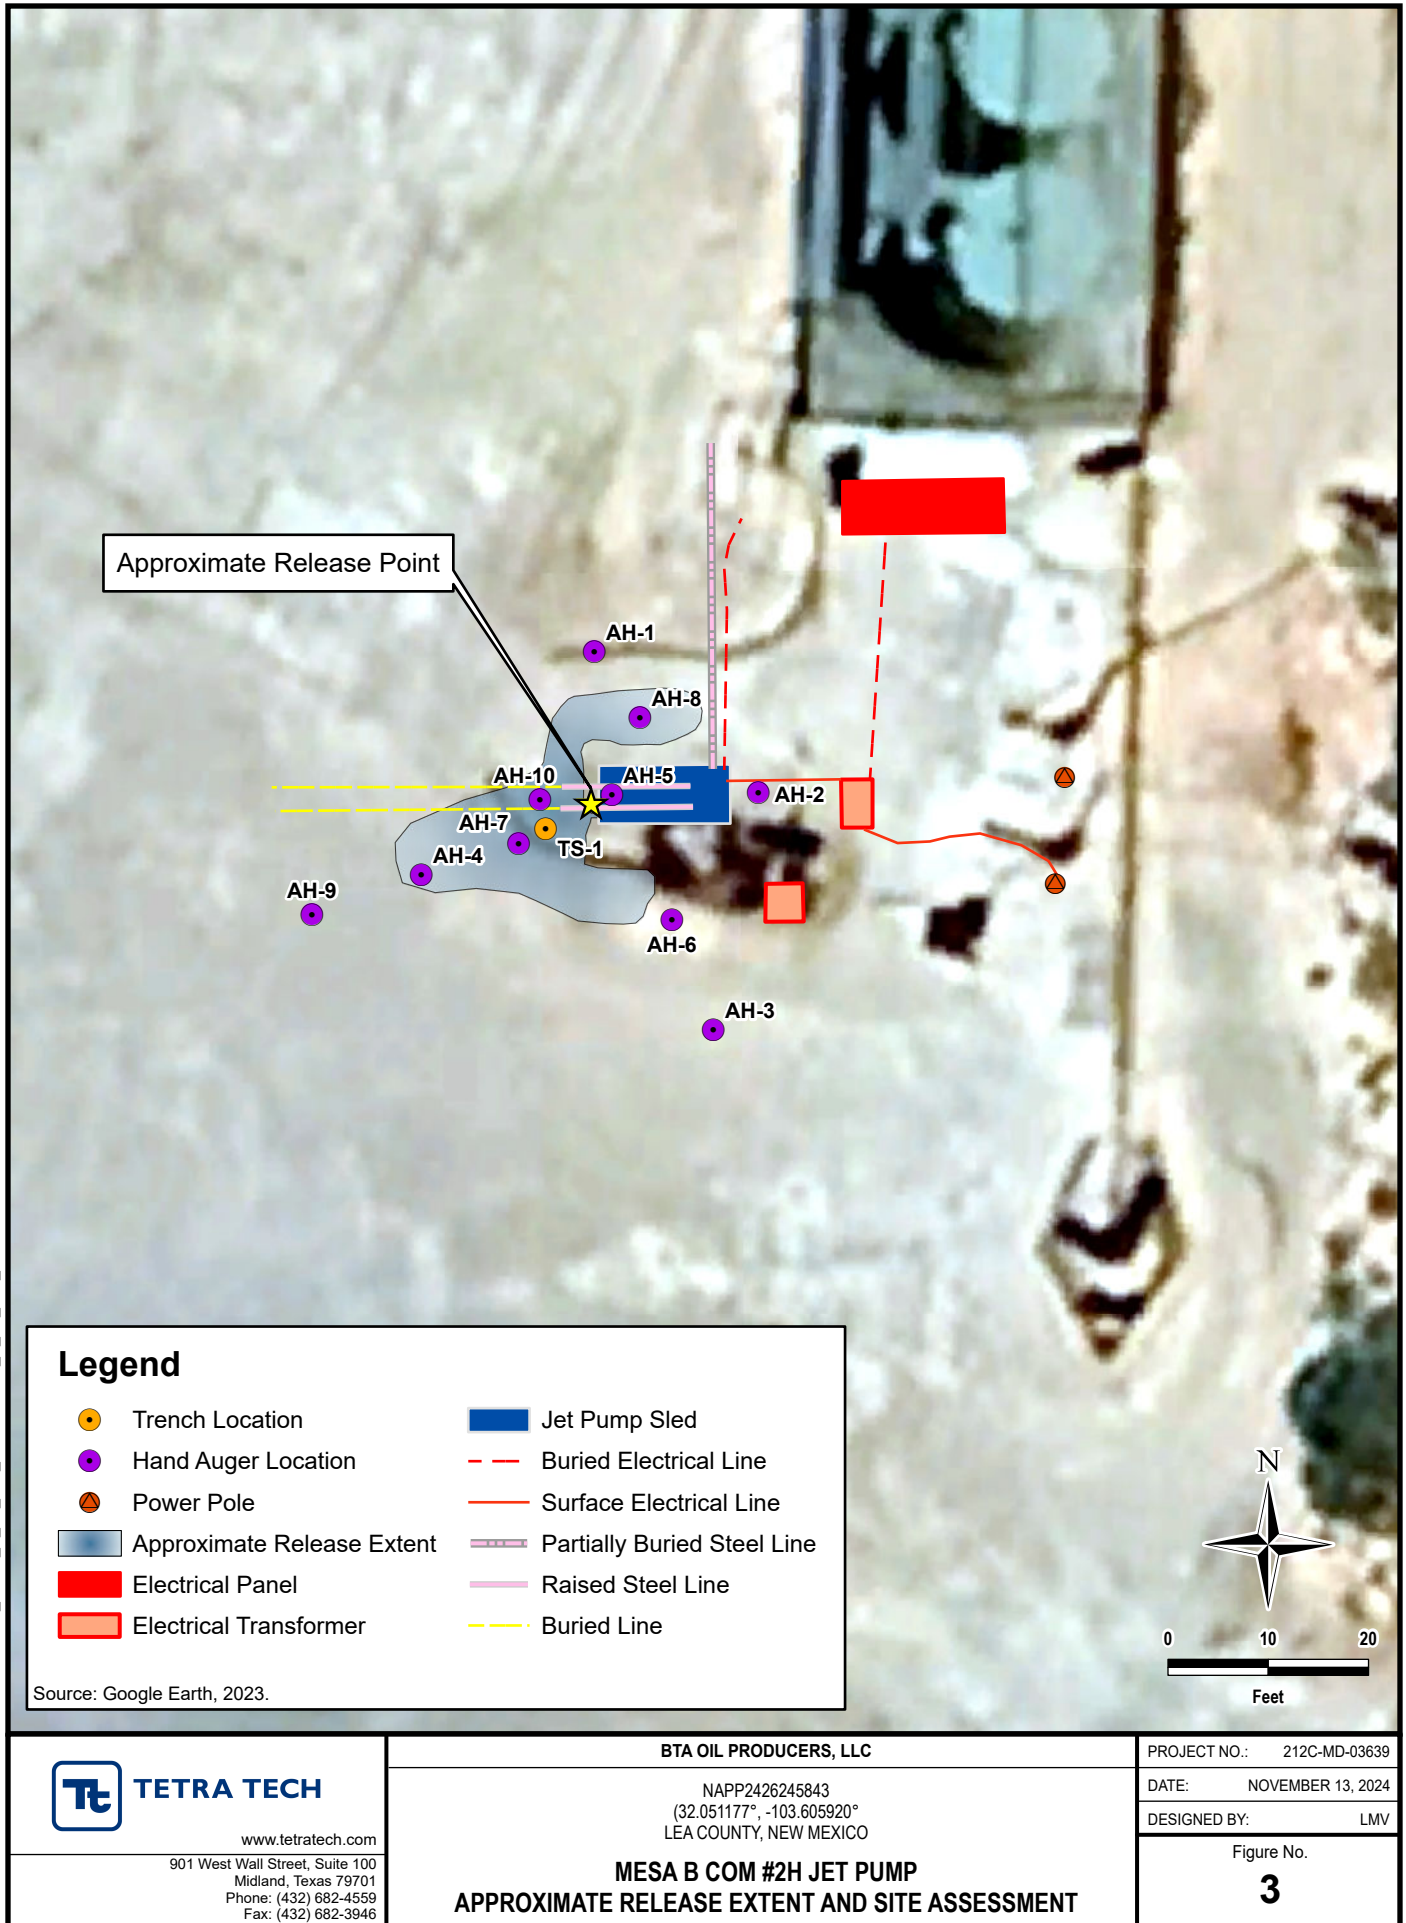 Approximate Release Point
AH-1
AH-8
AH-10
AH-5
AH-2
AH-7
TS-1
AH-4
AH-9
AH-6
AH-3
Legend
Trench Location
Hand Auger Location
Power Pole
Approximate Release Extent
Electrical Panel
Electrical Transformer
Jet Pump Sled
Buried Electrical Line
Surface Electrical Line
Partially Buried Steel Line
Raised Steel Line
Buried Line
Source: Google Earth, 2023.
N
0 10 20
Feet
Tt TETRA TECH
www.tetratech.com
901 West Wall Street, Suite 100
Midland, Texas 79701
Phone: (432) 682-4559
Fax: (432) 682-3946
BTA OIL PRODUCERS, LLC
NAPP2426245843
(32.051177°, -103.605920°
LEA COUNTY, NEW MEXICO
MESA B COM #2H JET PUMP
APPROXIMATE RELEASE EXTENT AND SITE ASSESSMENT
PROJECT NO.: 212C-MD-03639
DATE: NOVEMBER 13, 2024
DESIGNED BY: LMV
Figure No.
3